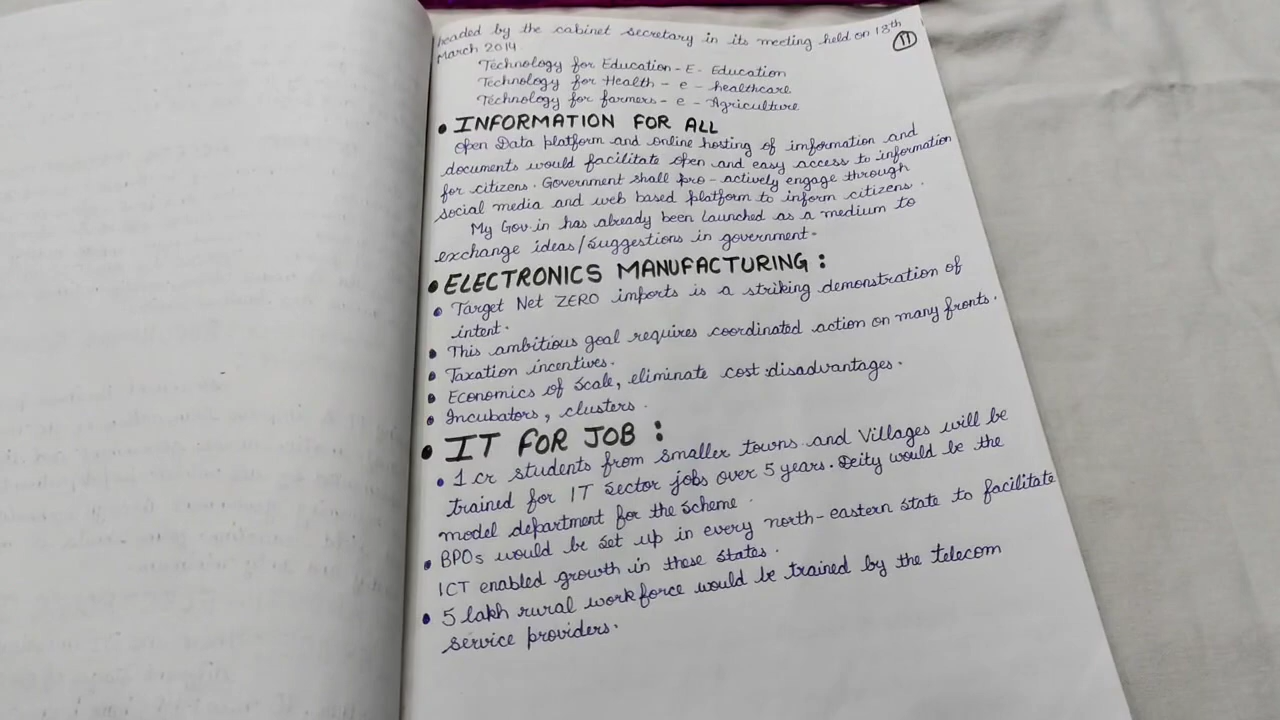 headed by the cabinet secretary in its meeting held on 13th
March 2014
11
Technology for Education - E - Education
Technology for Health - e - healthcare
Technology for farmers - e - Agriculture
• INFORMATION FOR ALL
open Data platform and online hosting of imformation and
documents would facilitate open and easy access to information
for citizens. Government shall pro-actively engage through
social media and web based platform to inform citizens.
My Gov.in has already been launched as a medium to
exchange ideas/suggestions in government.
• ELECTRONICS MANUFACTURING :
• Target Net ZERO imports is a striking demonstration of
intent.
• This ambitious goal requires coordinated action on many fronts.
• Taxation incentives.
• Economics of Scale, eliminate cost disadvantages.
• Incubators, clusters.
• IT FOR JOB :
• 1 cr students from smaller towns and Villages will be
trained for IT Sector jobs over 5 years. Deity would be the
model department for the scheme.
• BPOs would be set up in every north-eastern state to facilitate
ICT enabled growth in these states.
• 5 lakh rural workforce would be trained by the telecom
service providers.